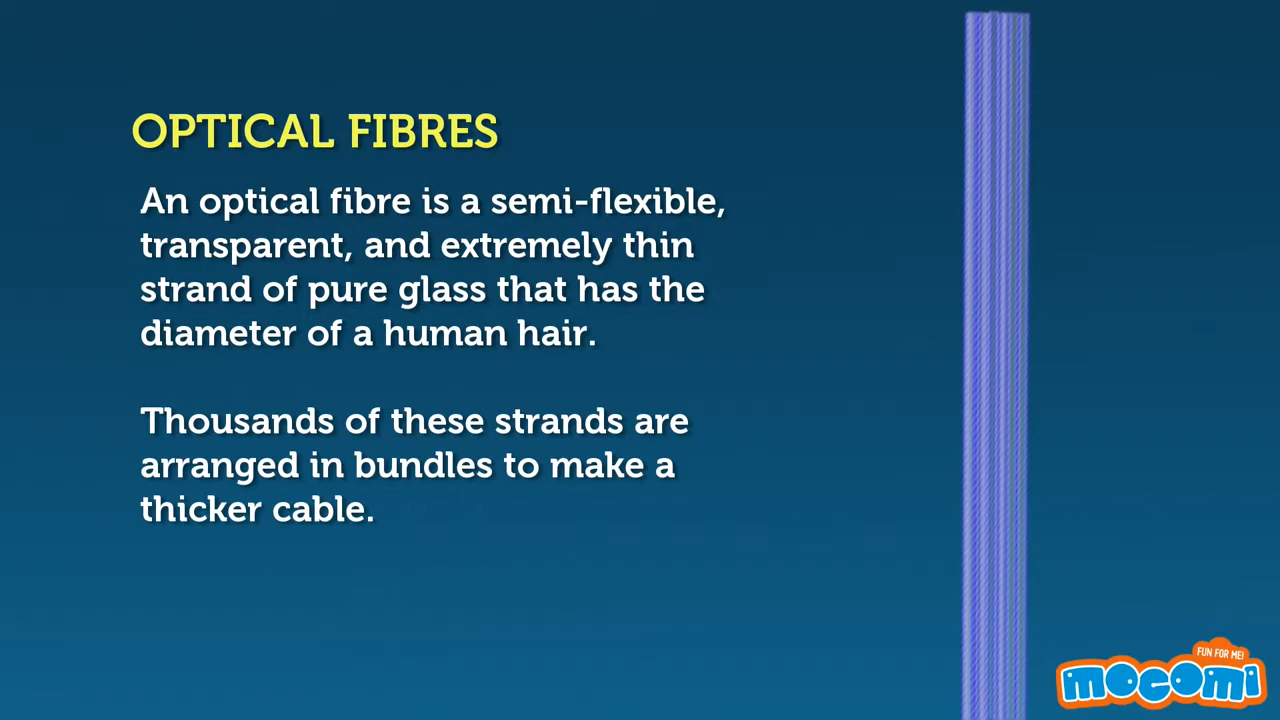 OPTICAL FIBRES
An optical fibre is a semi-flexible,
transparent, and extremely thin
strand of pure glass that has the
diameter of a human hair.
Thousands of these strands are
arranged in bundles to make a
thicker cable.
FUN FOR ME!
mocomi